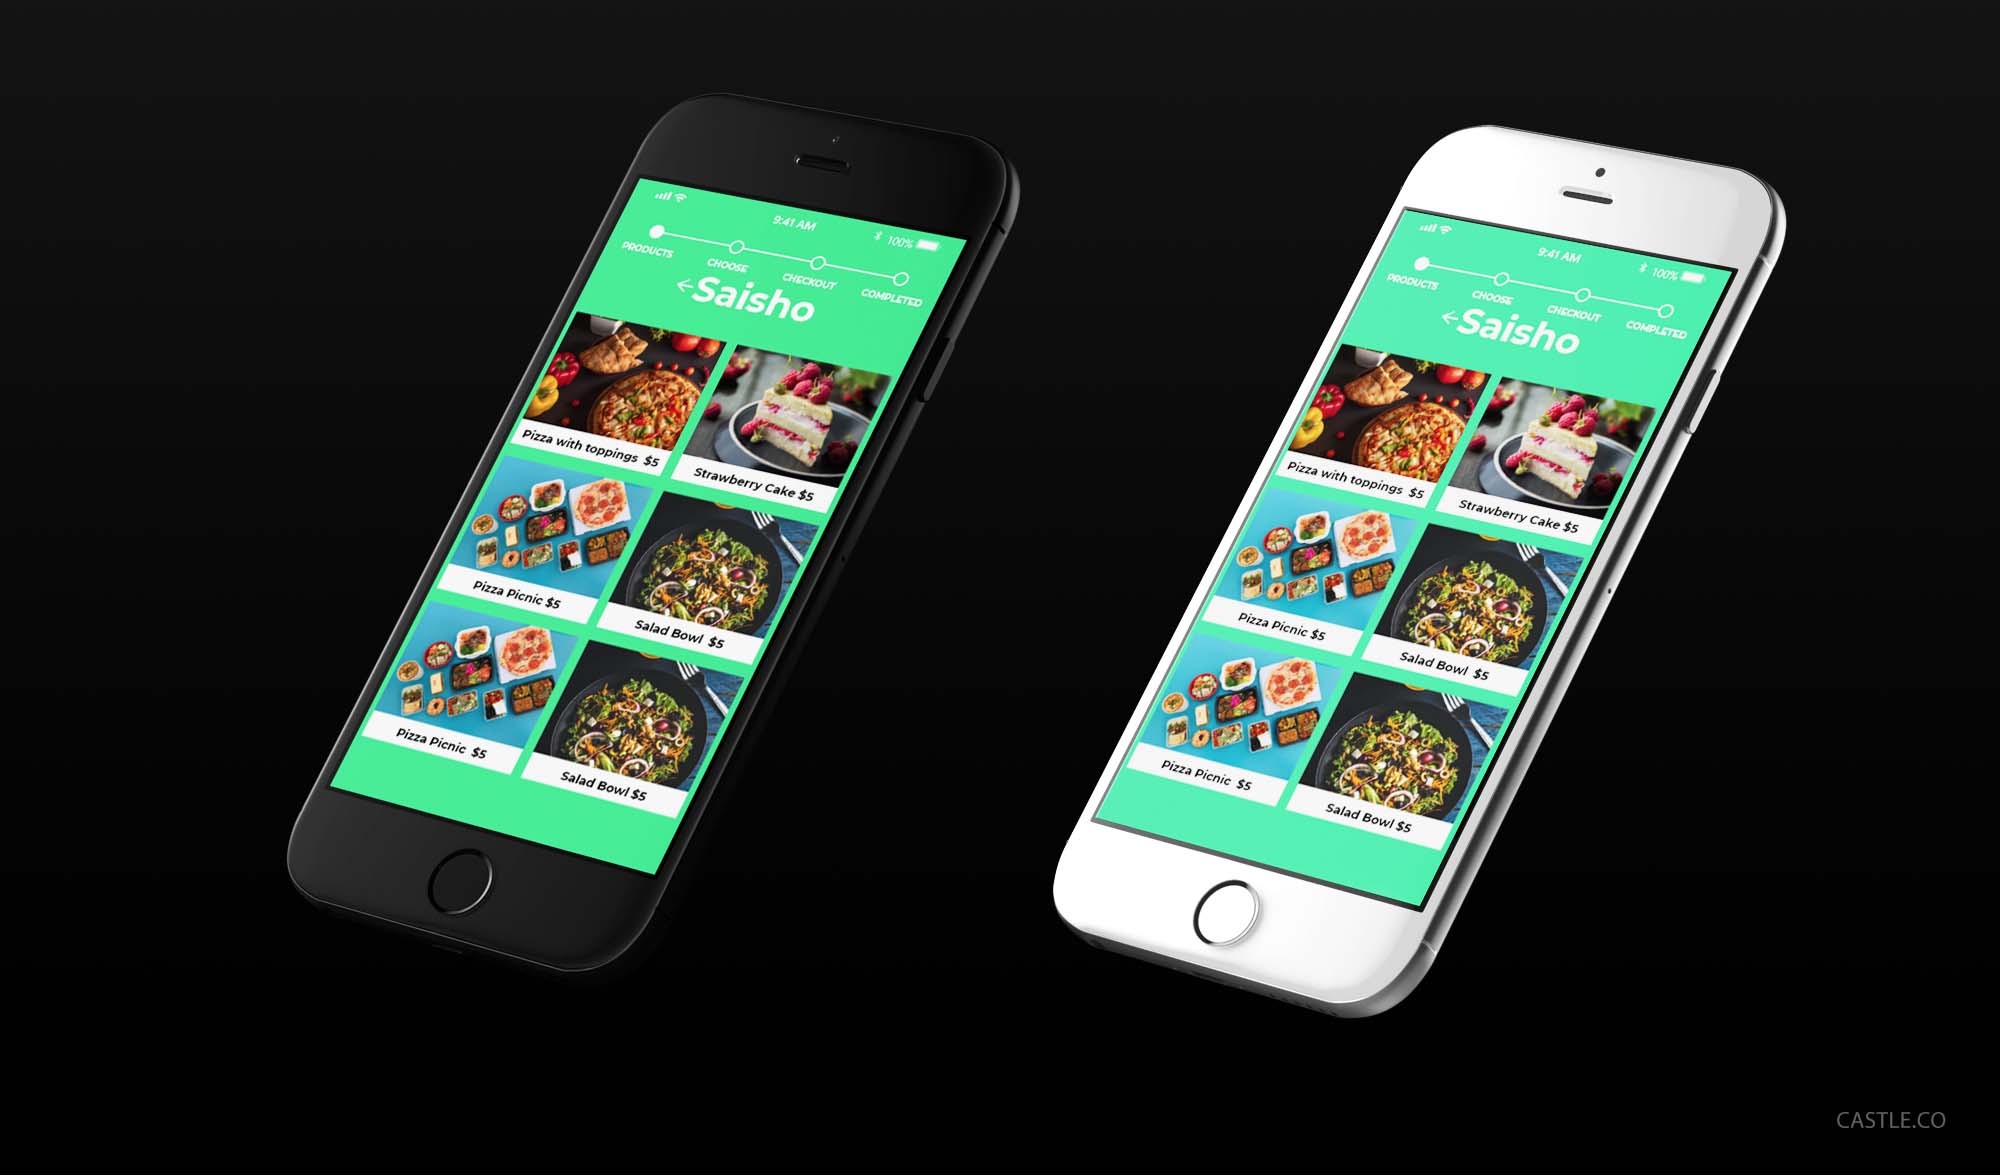 9:41 AM
100%
PRODUCTS
CHOOSE
CHECKOUT
COMPLETED
←Saisho
Pizza with toppings $5
Strawberry Cake $5
Pizza Picnic $5
Salad Bowl $5
Pizza Picnic $5
Salad Bowl $5
9:41 AM
100%
PRODUCTS
CHOOSE
CHECKOUT
COMPLETED
←Saisho
Pizza with toppings $5
Strawberry Cake $5
Pizza Picnic $5
Salad Bowl $5
Pizza Picnic $5
Salad Bowl $5
CASTLE.CO